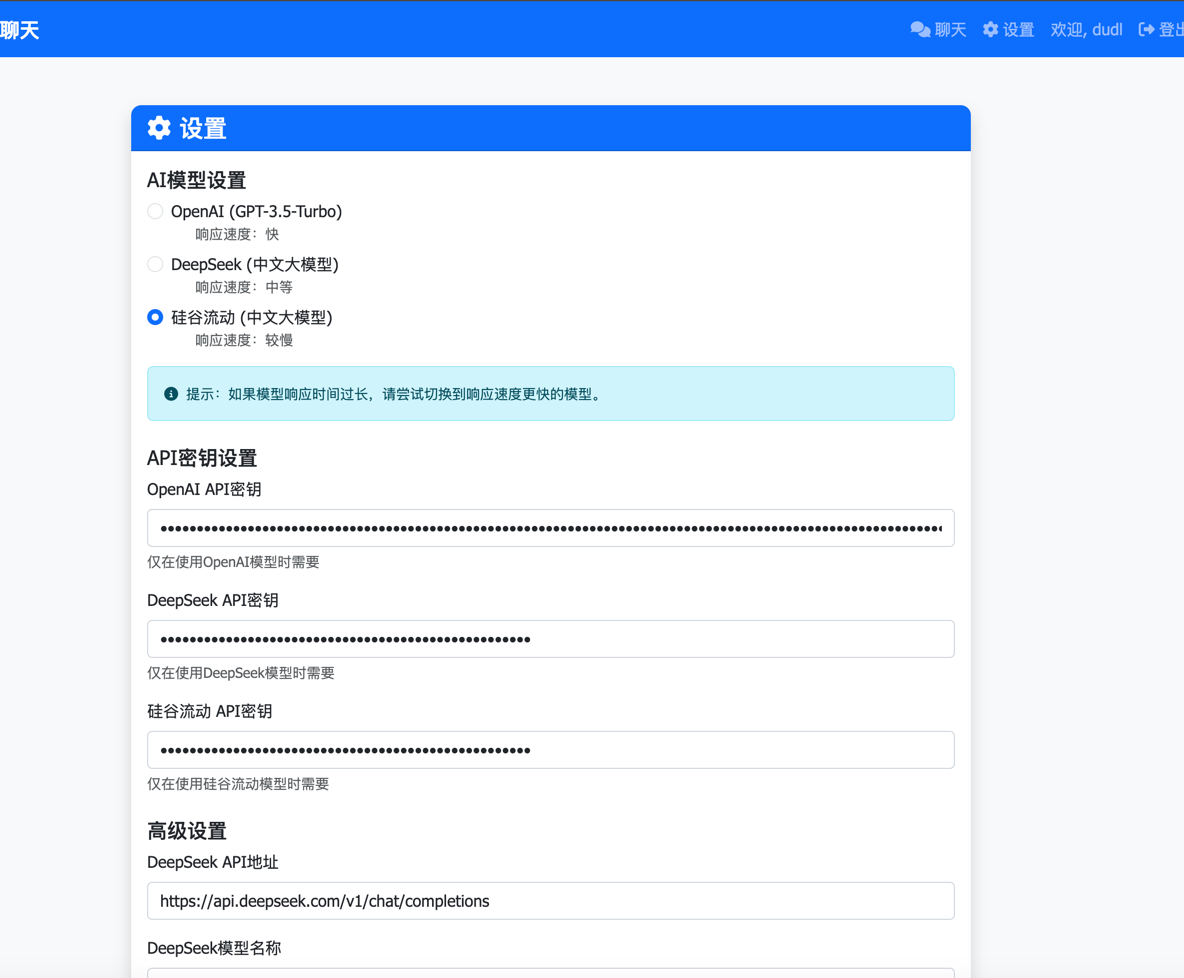 聊天
聊天 设置 欢迎, dudl 登出
设置
AI模型设置
OpenAI (GPT-3.5-Turbo)
响应速度：快
DeepSeek (中文大模型)
响应速度：中等
硅谷流动 (中文大模型)
响应速度：较慢
提示：如果模型响应时间过长，请尝试切换到响应速度更快的模型。
API密钥设置
OpenAI API密钥
仅在使用OpenAI模型时需要
DeepSeek API密钥
仅在使用DeepSeek模型时需要
硅谷流动 API密钥
仅在使用硅谷流动模型时需要
高级设置
DeepSeek API地址
https://api.deepseek.com/v1/chat/completions
DeepSeek模型名称